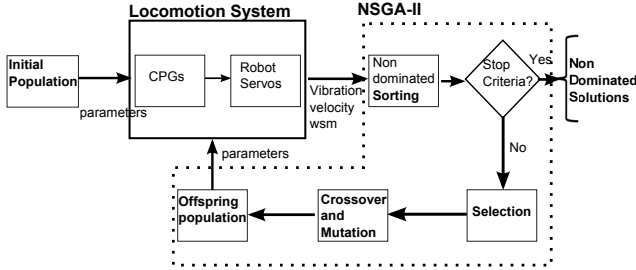 Locomotion System
NSGA-II
Initial
Population
parameters
CPGs
Robot
Servos
Vibration
velocity
wsm
Non
dominated
Sorting
Stop
Criteria?
Yes
Non
Dominated
Solutions
No
parameters
Offspring
population
Crossover
and
Mutation
Selection